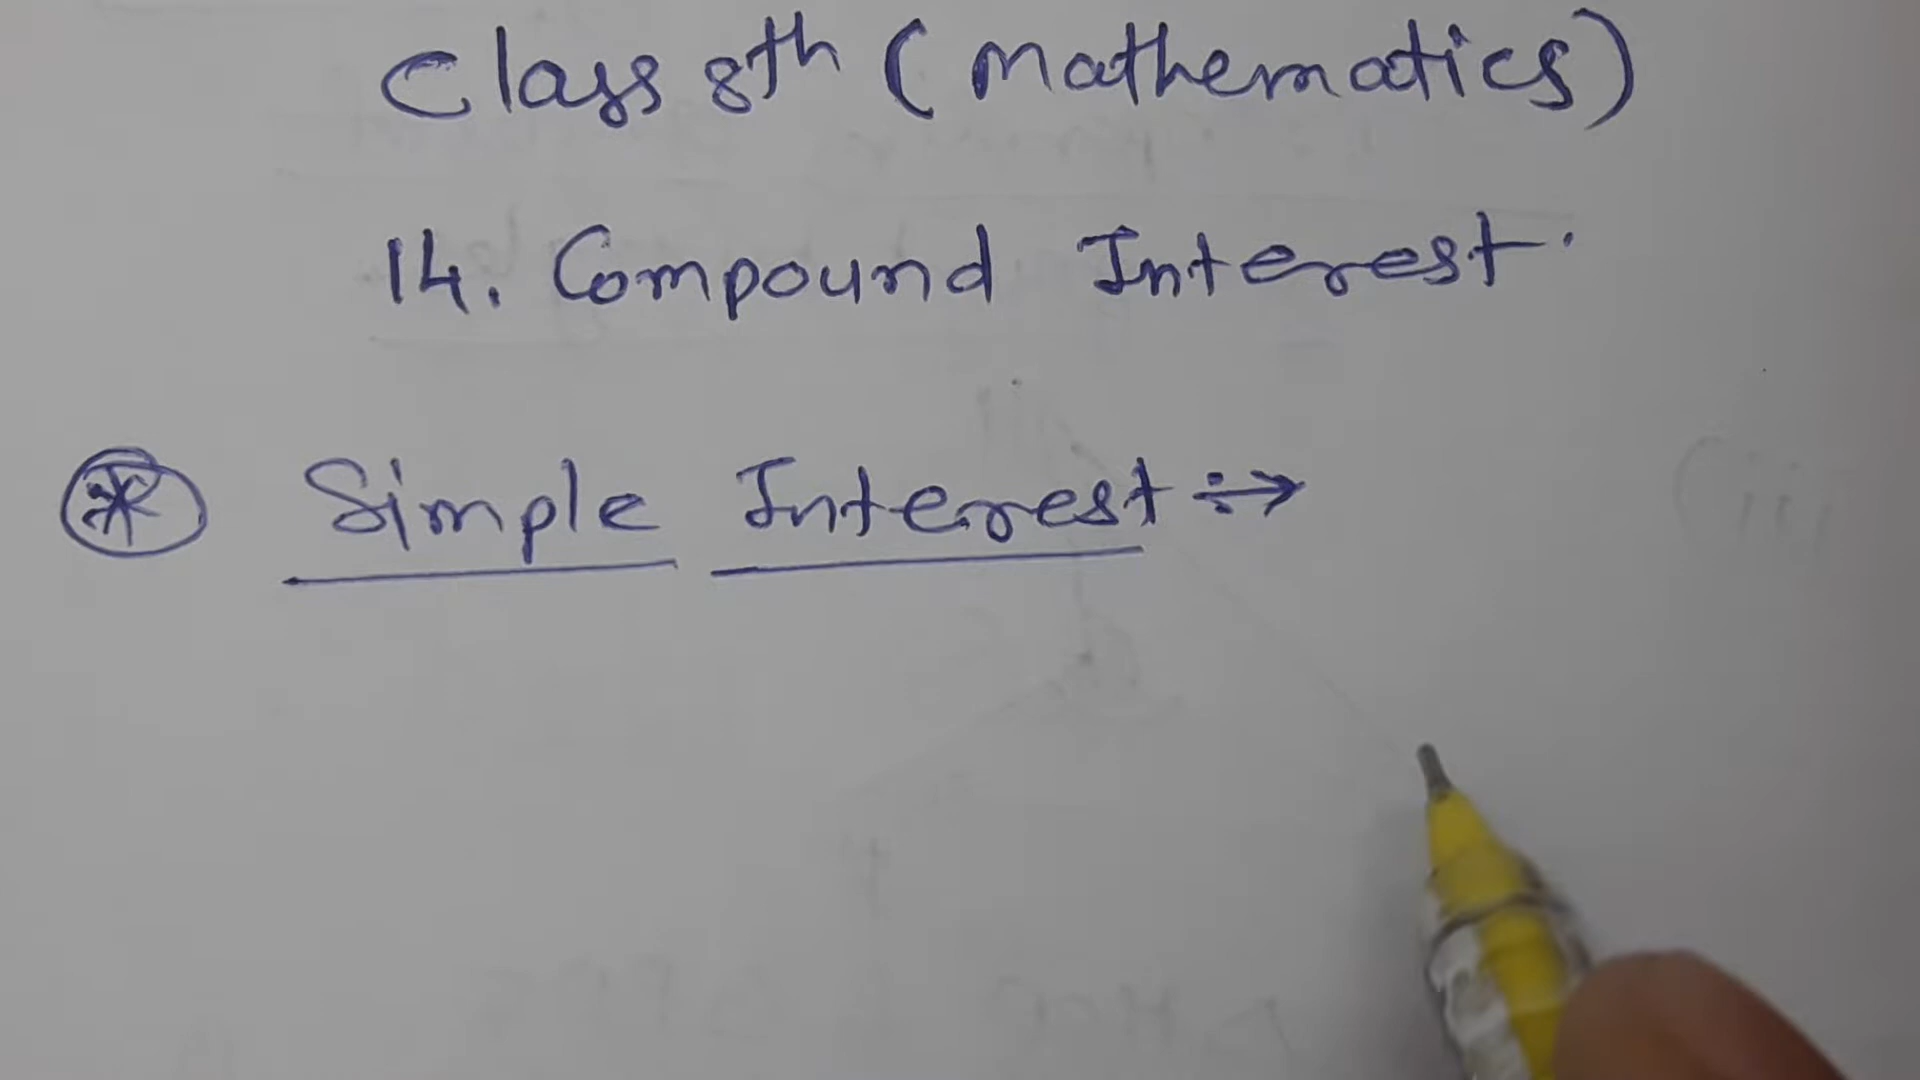 Class 8th (Mathematics)
14. Compound Interest.
* Simple Interest ÷→